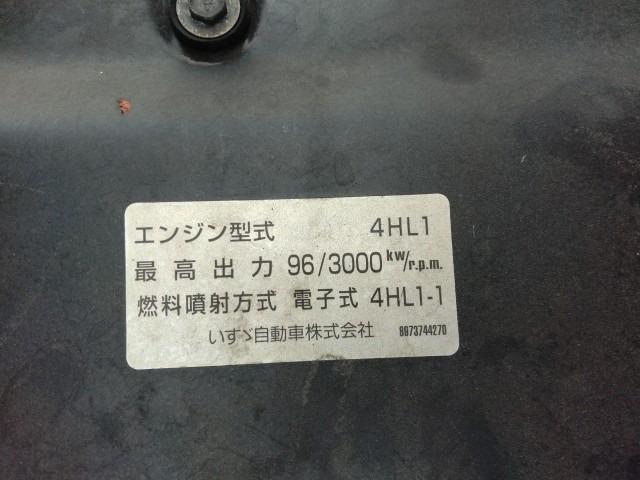 エンジン型式 4HL1
最高出力 96/3000 kw/r.p.m.
燃料噴射方式 電子式 4HL1-1
いすゞ自動車株式会社 8973744270